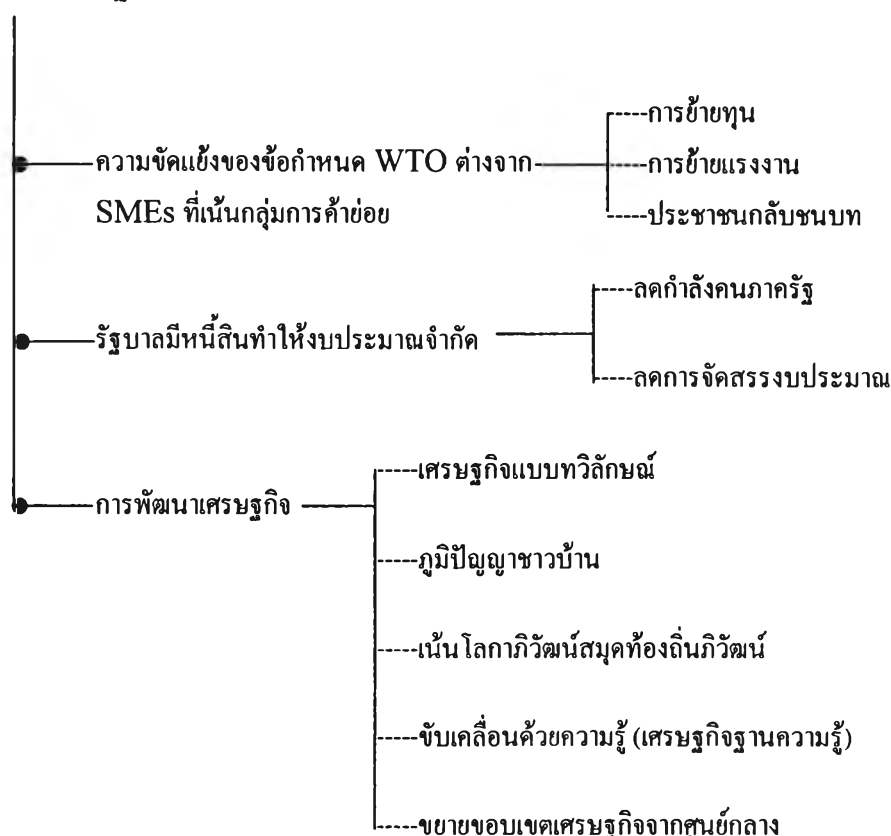 ความขัดแย้งของข้อกำหนด WTO ต่างจาก
SMEs ที่เน้นกลุ่มการค้าย่อย
การย้ายทุน
การย้ายแรงงาน
ประชาชนกลับชนบท
รัฐบาลมีหนี้สินทำให้งบประมาณจำกัด
ลดกำลังคนภาครัฐ
ลดการจัดสรรงบประมาณ
การพัฒนาเศรษฐกิจ
เศรษฐกิจแบบทวิลักษณ์
ภูมิปัญญาชาวบ้าน
เน้นโลกาภิวัฒน์สมุดท้องถิ่นภิวัฒน์
ขับเคลื่อนด้วยความรู้ (เศรษฐกิจฐานความรู้)
ขยายขอบเขตเศรษฐกิจจากศูนย์กลาง